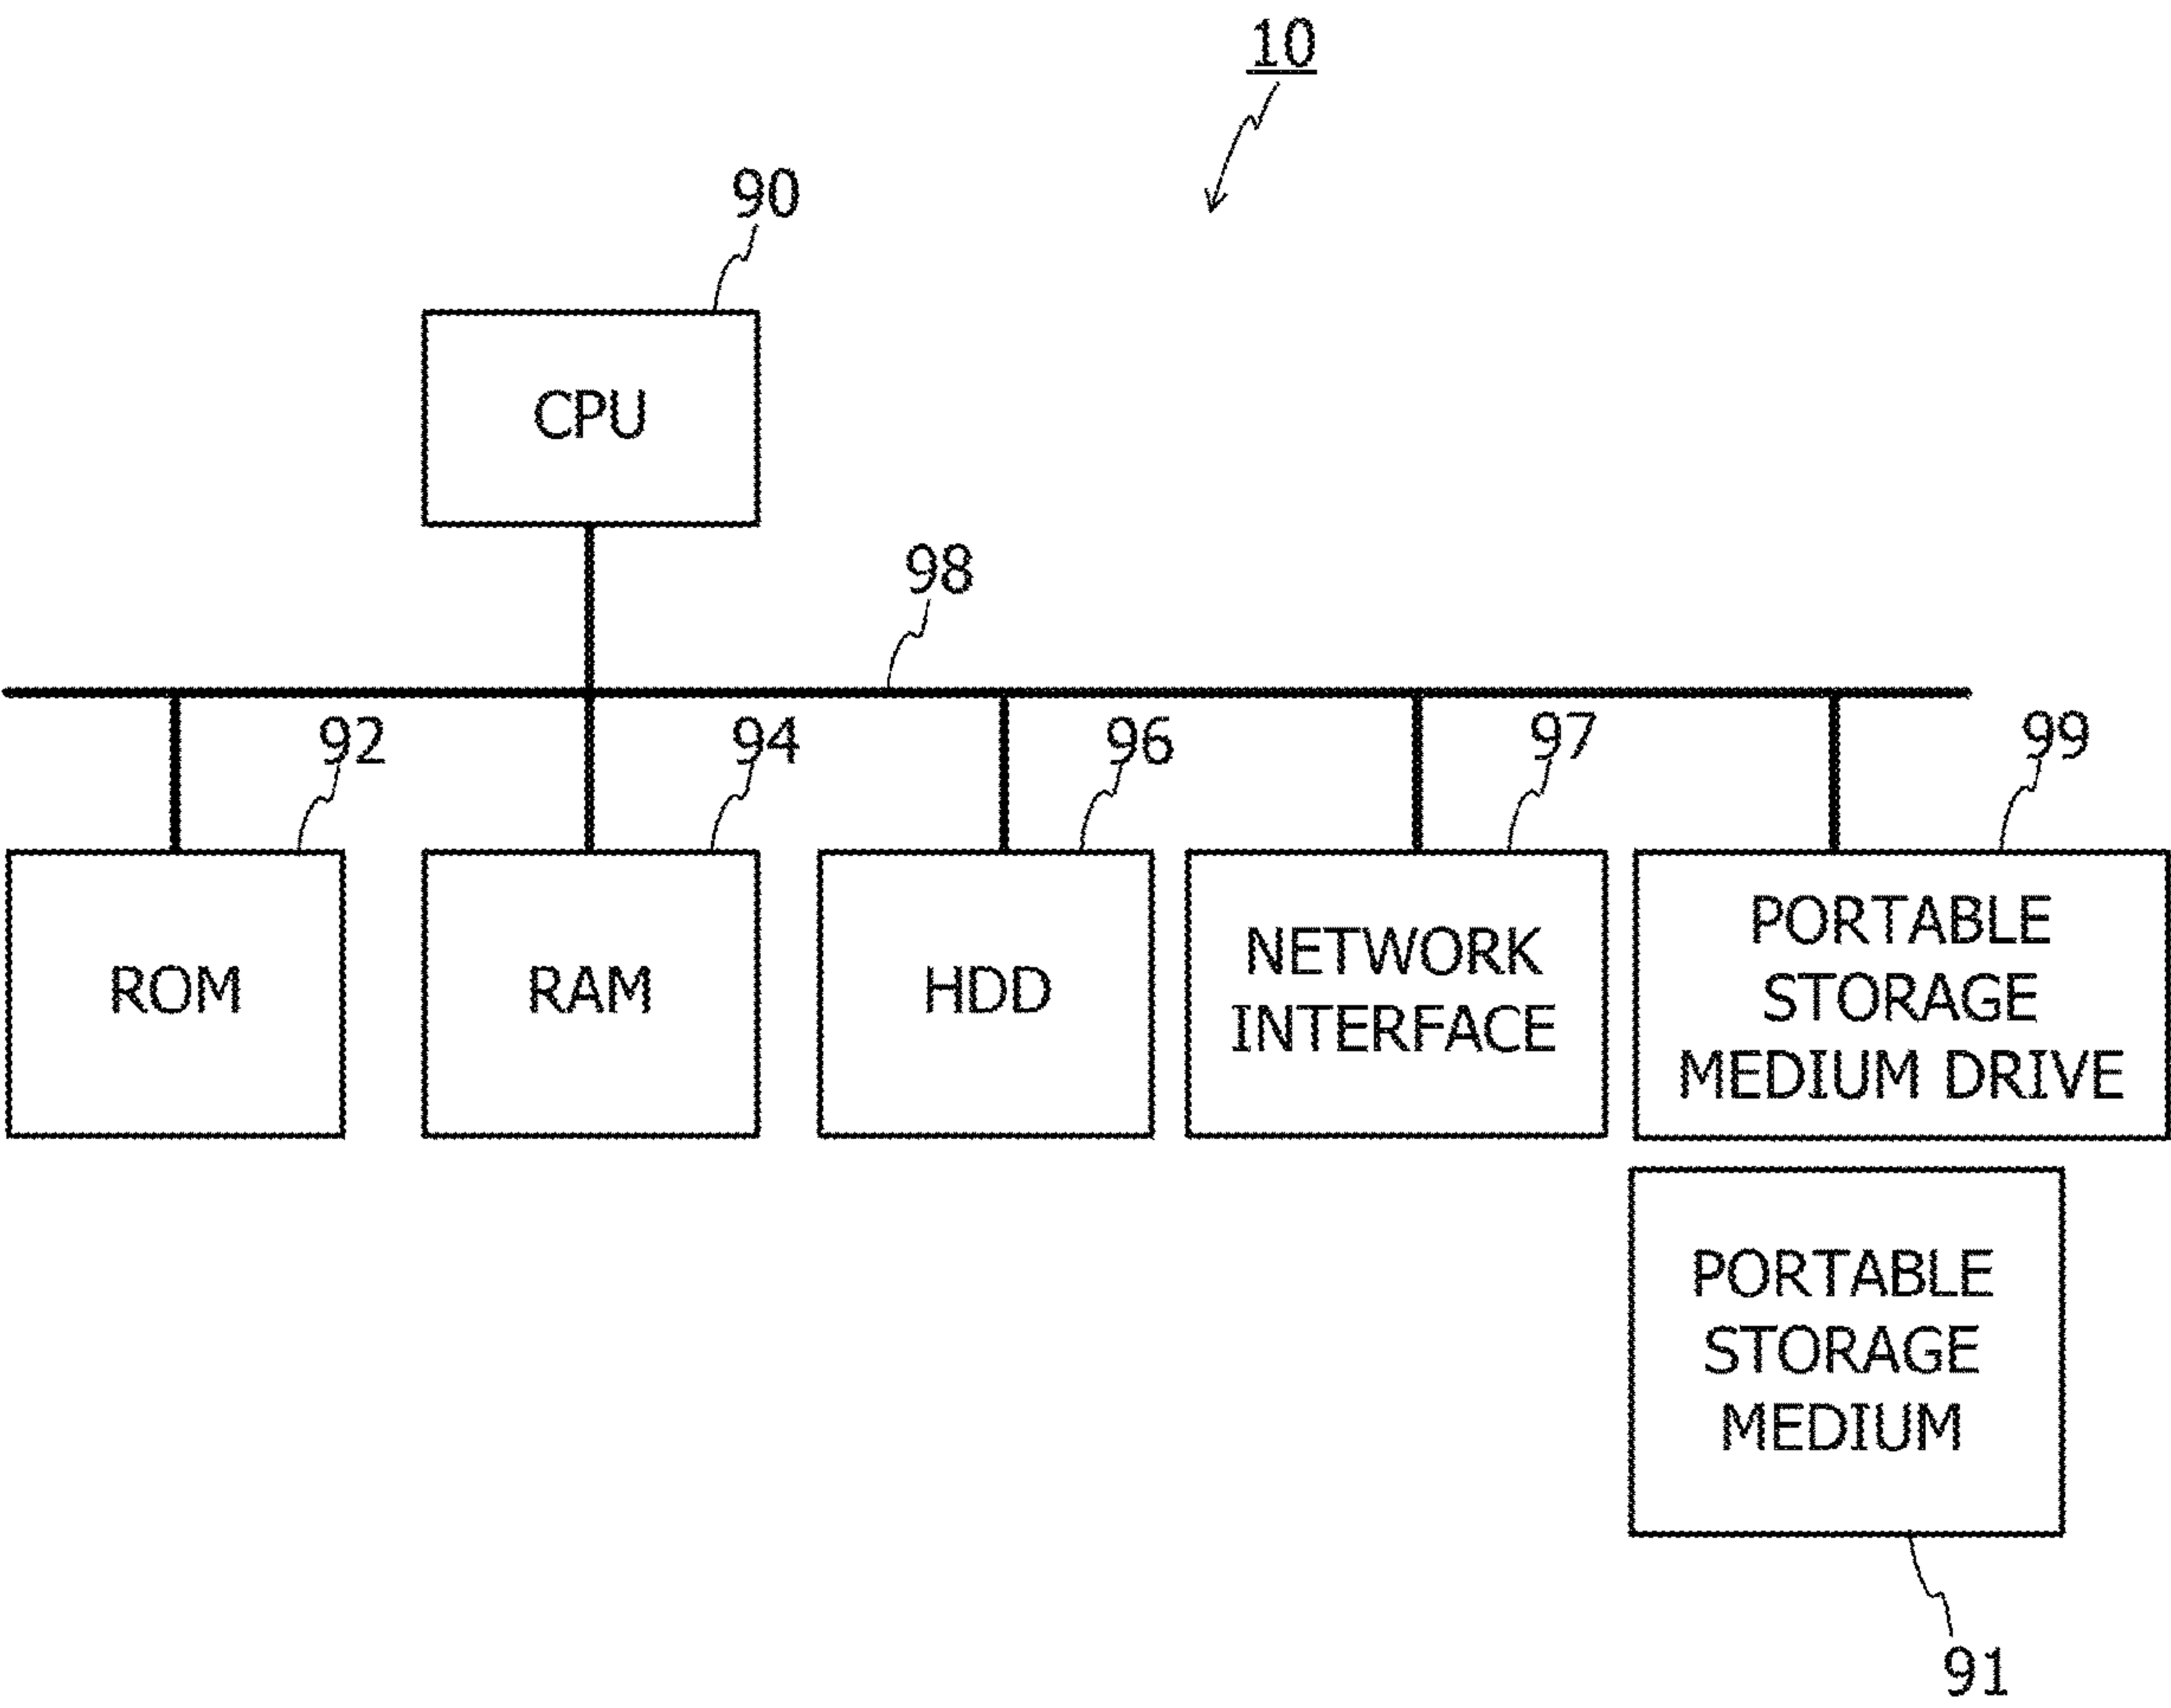 10
90
CPU
98
92
94
96
97
99
ROM
RAM
HDD
NETWORK
INTERFACE
PORTABLE
STORAGE
MEDIUM DRIVE
PORTABLE
STORAGE
MEDIUM
91